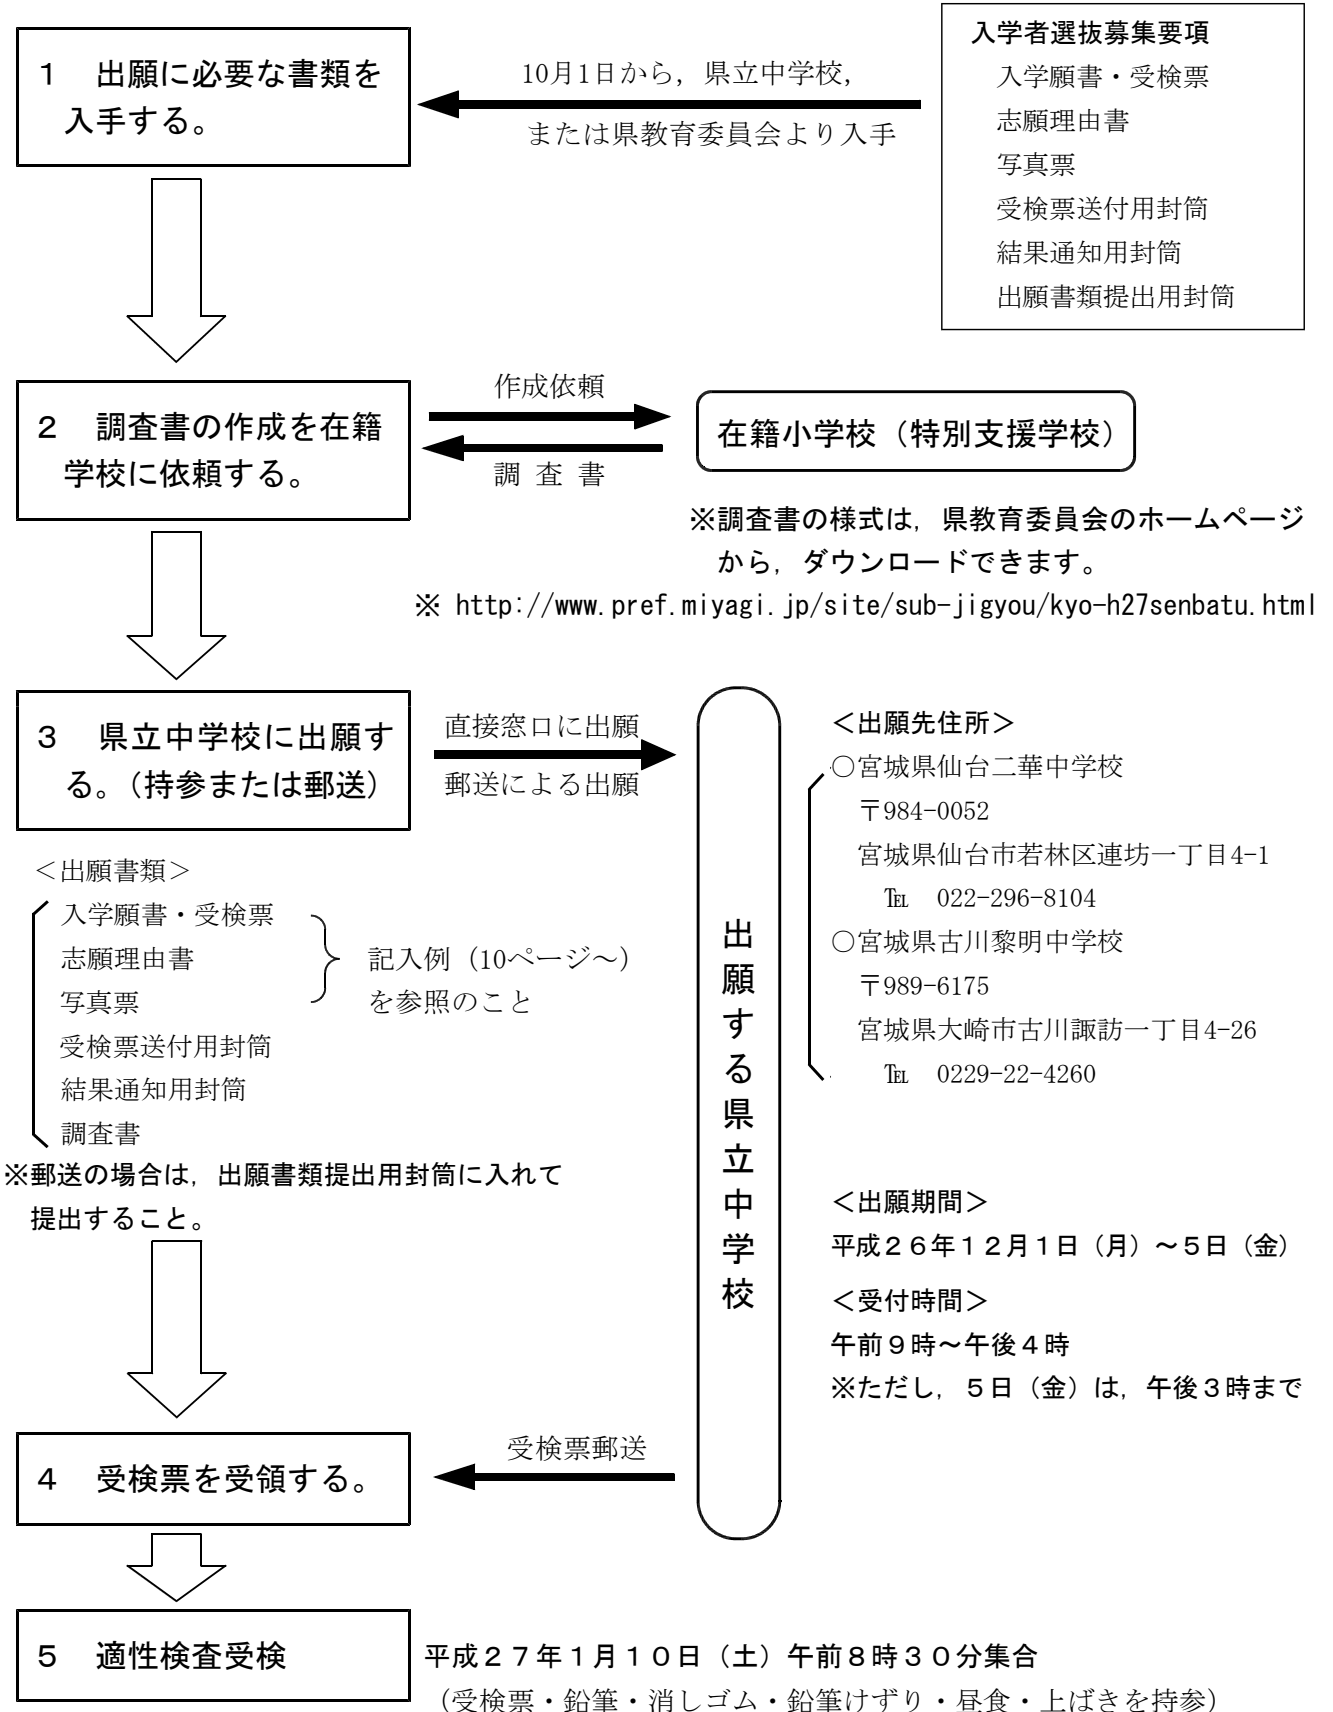 1　出願に必要な書類を
入手する。
10月1日から，県立中学校，
または県教育委員会より入手
入学者選抜募集要項
入学願書・受検票
志願理由書
写真票
受検票送付用封筒
結果通知用封筒
出願書類提出用封筒
2　調査書の作成を在籍
学校に依頼する。
作成依頼
調 査 書
在籍小学校（特別支援学校）
※調査書の様式は，県教育委員会のホームページ
から，ダウンロードできます。
※ http://www.pref.miyagi.jp/site/sub-jigyou/kyo-h27senbatu.html
3　県立中学校に出願す
る。（持参または郵送）
直接窓口に出願
郵送による出願
＜出願書類＞
入学願書・受検票
志願理由書
写真票
受検票送付用封筒
結果通知用封筒
調査書
記入例（10ページ～）
を参照のこと
※郵送の場合は，出願書類提出用封筒に入れて
提出すること。
出願する県立中学校
＜出願先住所＞
○宮城県仙台二華中学校
〒984-0052
宮城県仙台市若林区連坊一丁目4-1
℡　022-296-8104
○宮城県古川黎明中学校
〒989-6175
宮城県大崎市古川諏訪一丁目4-26
℡　0229-22-4260
＜出願期間＞
平成２６年１２月１日（月）～５日（金）
＜受付時間＞
午前９時～午後４時
※ただし，５日（金）は，午後３時まで
4　受検票を受領する。
受検票郵送
5　適性検査受検
平成２７年１月１０日（土）午前８時３０分集合
（受検票・鉛筆・消しゴム・鉛筆けずり・昼食・上ばきを持参）